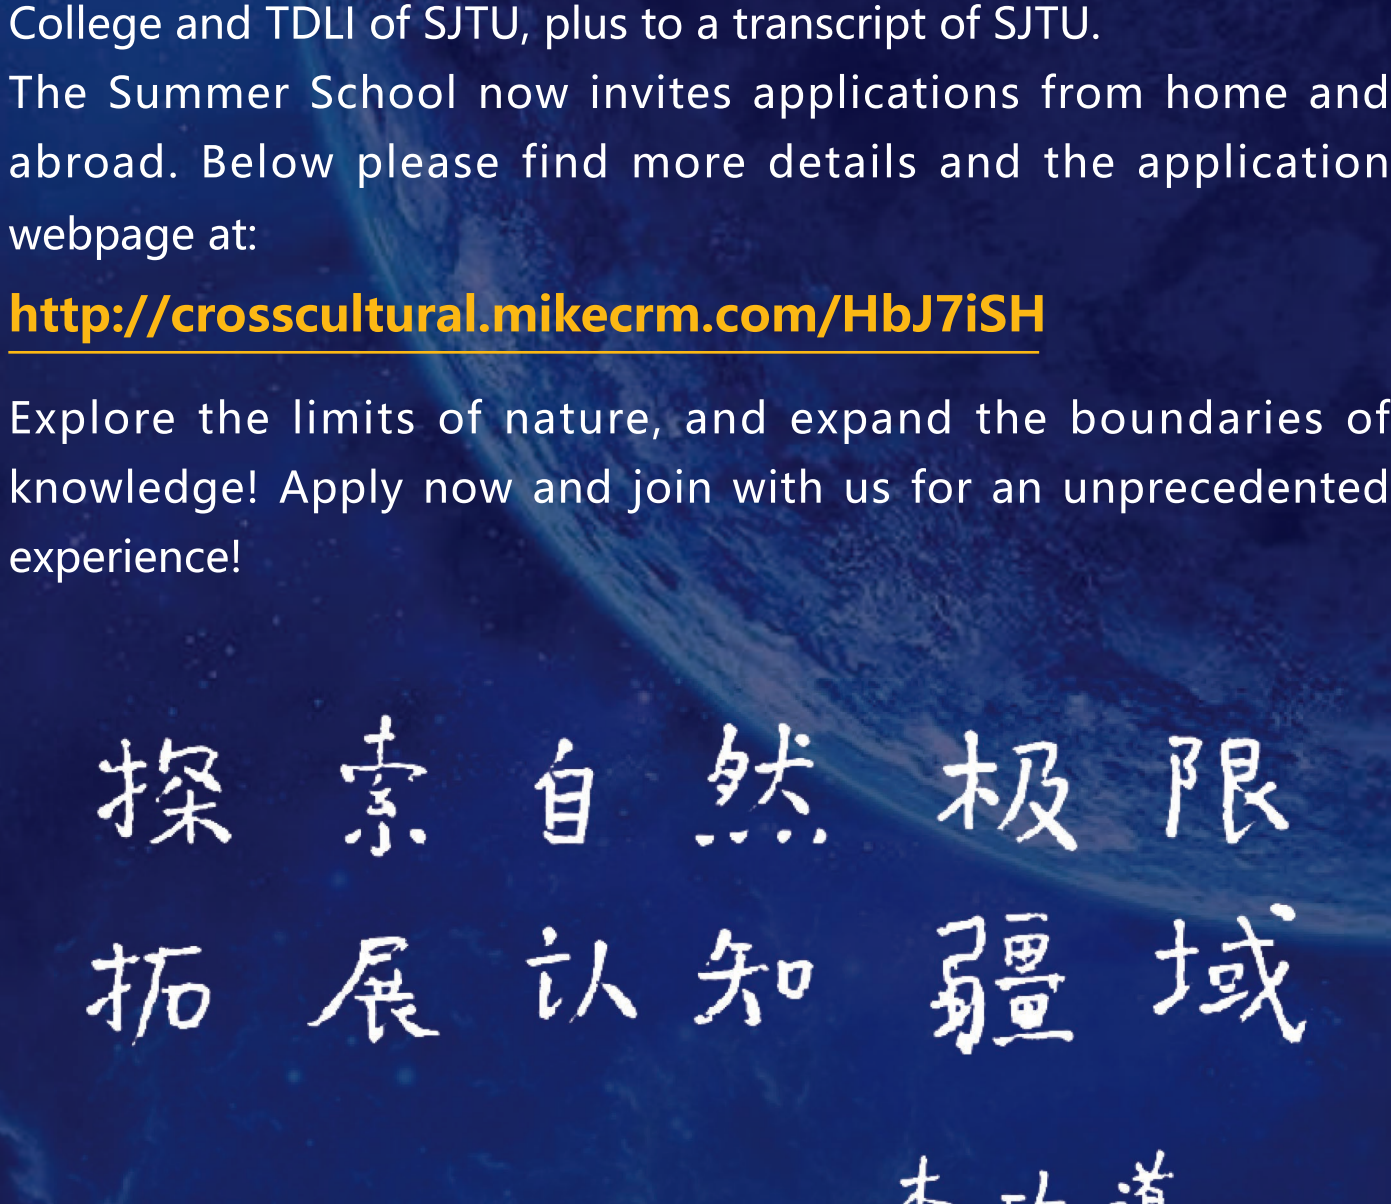 College and TDLI of SJTU, plus to a transcript of SJTU.
The Summer School now invites applications from home and
abroad. Below please find more details and the application
webpage at:
http://crosscultural.mikecrm.com/HbJ7iSH
Explore the limits of nature, and expand the boundaries of
knowledge! Apply now and join with us for an unprecedented
experience!
探索自然极限
拓展认知疆域